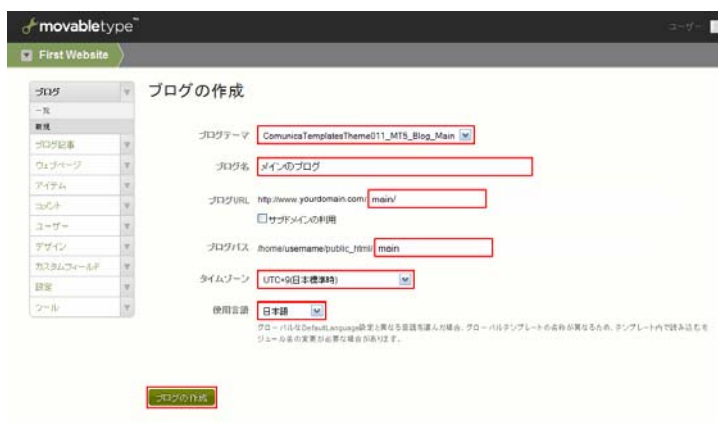 movabletype™
ユーザー
First Website
ブログ
一覧
新規
ブログ記事
ウェブページ
アイテム
コメント
ユーザー
デザイン
カスタムフィールド
設定
ツール
ブログの作成
ブログテーマ ComunicaTemplatesTheme011_MT5_Blog_Main
ブログ名 メインのブログ
ブログURL http://www.yourdomain.com/ main/
サブドメインの利用
ブログパス /home/username/public_html/ main
タイムゾーン UTC+9(日本標準時)
使用言語 日本語
グローバルなDefaultLanguage設定と異なる言語を選んだ場合、グローバルテンプレートの名称が異なるため、テンプレート内で読み込むモ
ジュール名の変更が必要な場合があります。
ブログの作成